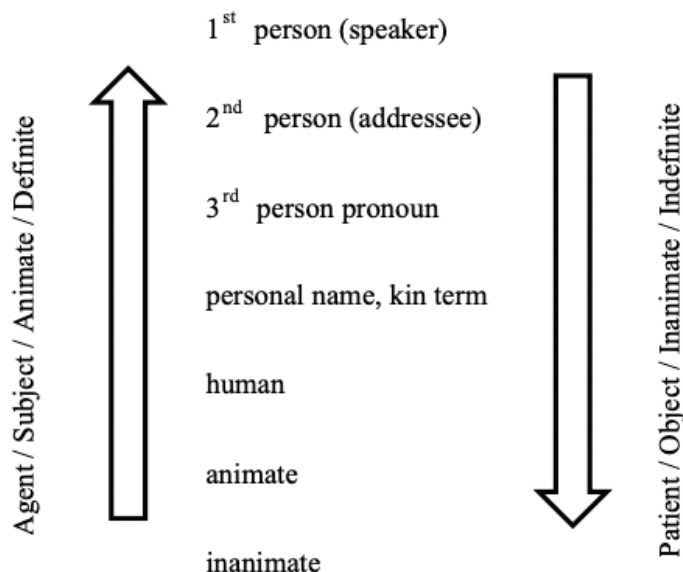 1st person (speaker)
2nd person (addressee)
3rd person pronoun
personal name, kin term
human
animate
inanimate
Agent / Subject / Animate / Definite
Patient / Object / Inanimate / Indefinite